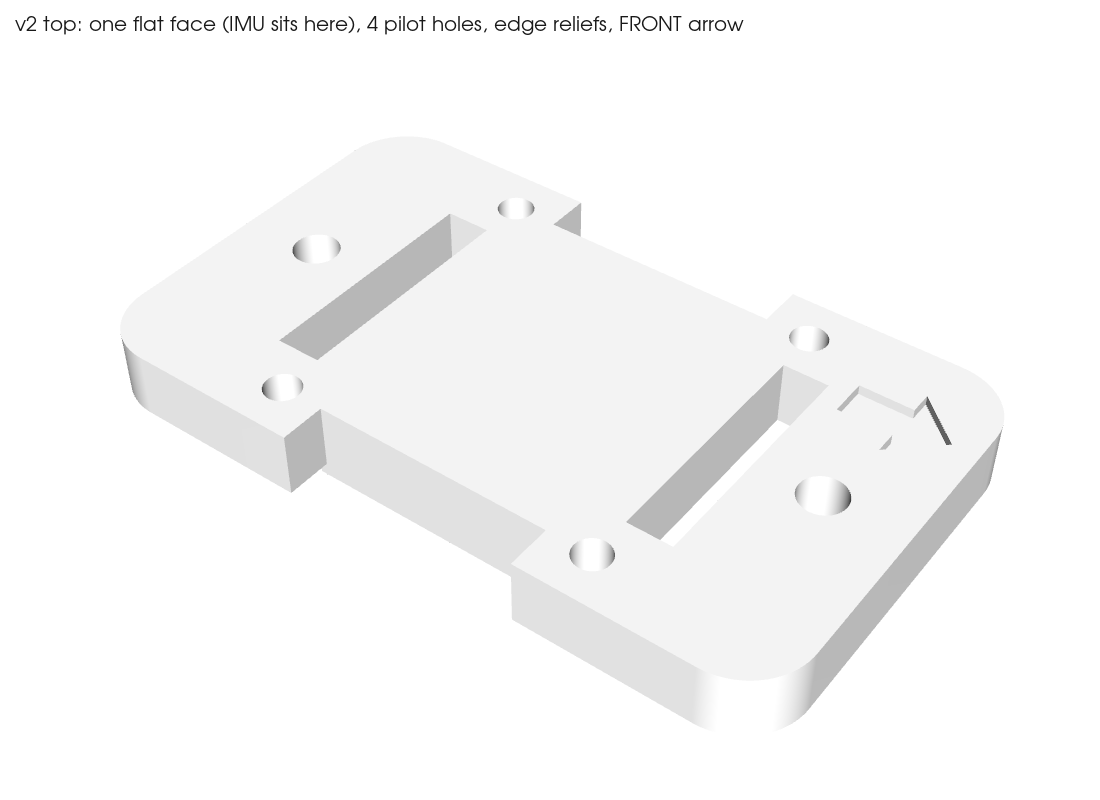 v2 top: one flat face (IMU sits here), 4 pilot holes, edge reliefs, FRONT arrow